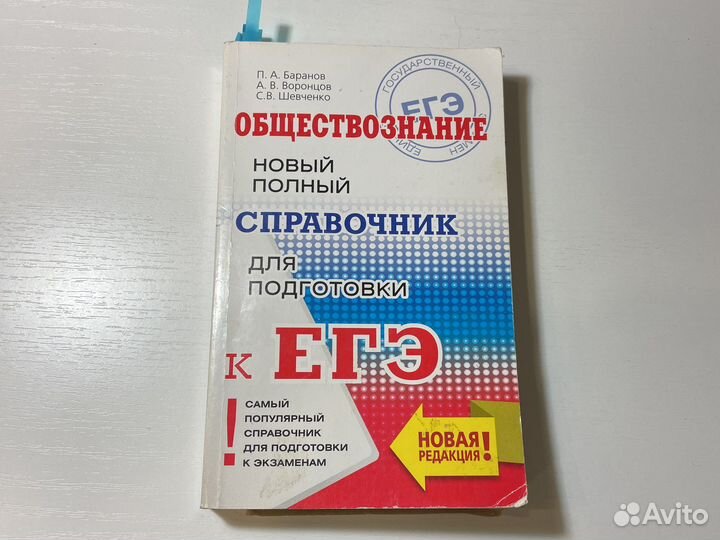 П. А. Баранов
А. В. Воронцов
С.В. Шевченко
ГОСУДАРСТВЕННЫЙ
ЕГЭ
ОБЩЕСТВОЗНАНИЕ
НОВЫЙ
ПОЛНЫЙ
СПРАВОЧНИК
ДЛЯ
ПОДГОТОВКИ
К ЕГЭ
!
САМЫЙ
ПОПУЛЯРНЫЙ
СПРАВОЧНИК
ДЛЯ ПОДГОТОВКИ
К ЭКЗАМЕНАМ
НОВАЯ
РЕДАКЦИЯ!
Avito